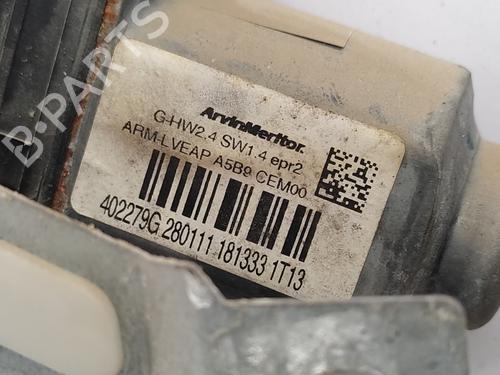 B-PARTS
ArvinMeritor.
G-HW2.4 SW1.4 epr2
ARM-LVEAP A5B9 CEM00
402279G 280111 181333 1T13